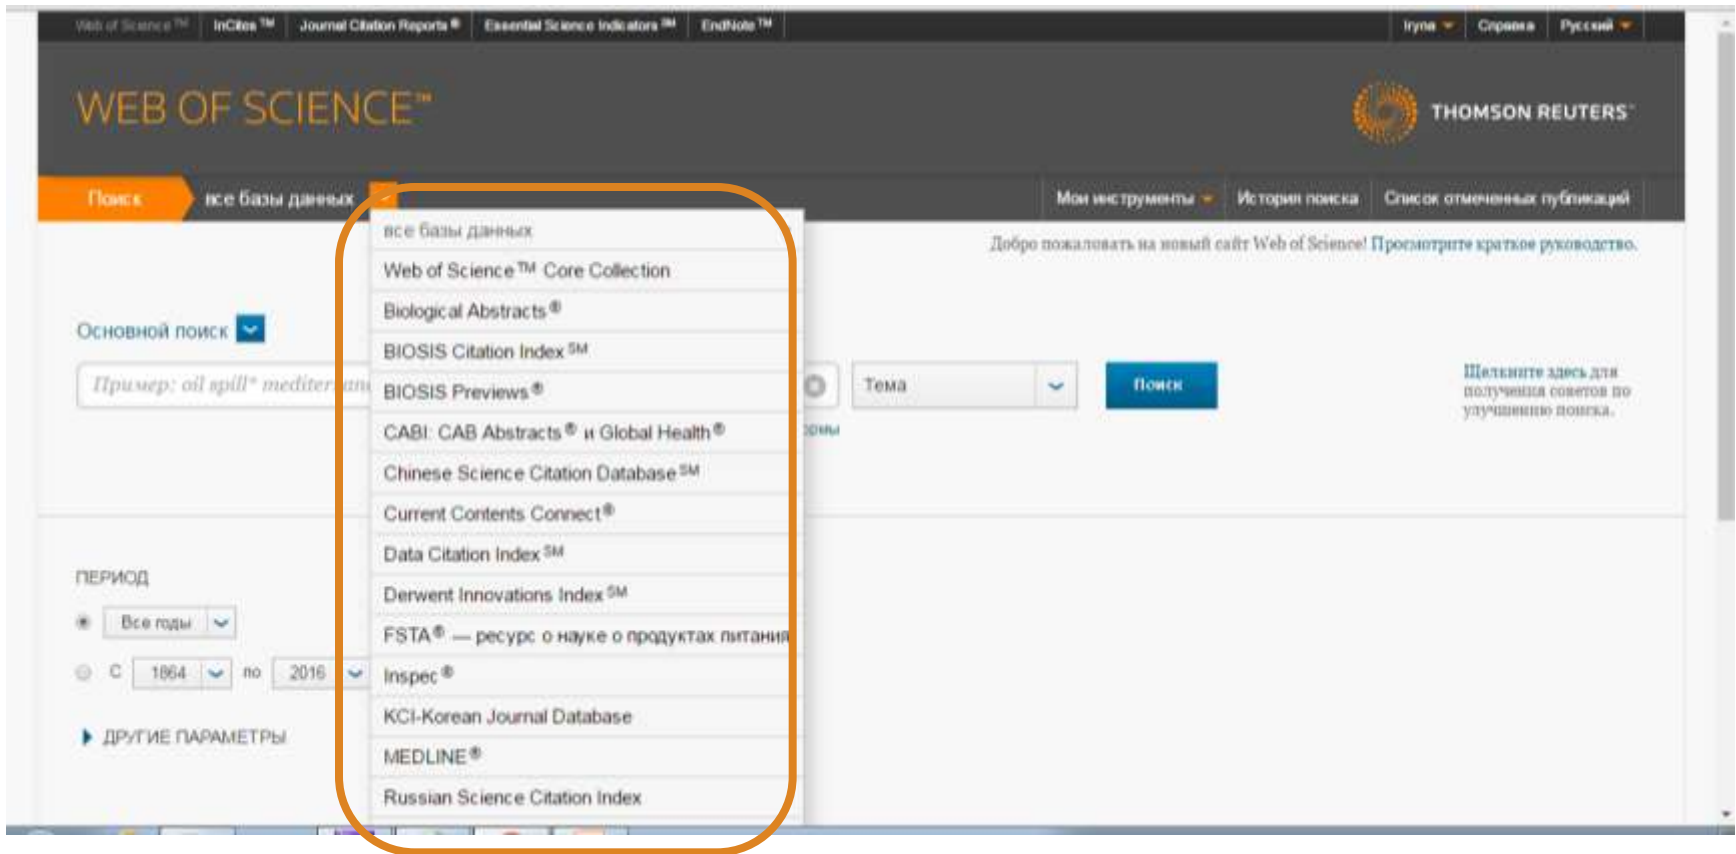 Web of Science™ InCites™ Journal Citation Reports® Essential Science Indicators℠ EndNote™ Iryna Справка Русский
WEB OF SCIENCE™
THOMSON REUTERS™
Поиск все базы данных Мои инструменты История поиска Список отмеченных публикаций
все базы данных
Добро пожаловать на новый сайт Web of Science! Просмотрите краткое руководство.
Web of Science™ Core Collection
Biological Abstracts®
Основной поиск
BIOSIS Citation Index℠
Пример: oil spill*
BIOSIS Previews®
Тема
Поиск
Щелкните здесь для
получения советов по
улучшению поиска.
CABI: CAB Abstracts® и Global Health®
Chinese Science Citation Database℠
Current Contents Connect®
Data Citation Index℠
ПЕРИОД
Derwent Innovations Index℠
Все годы
FSTA® — ресурс о науке о продуктах питания
С 1864 по 2016
Inspec®
KCI-Korean Journal Database
ДРУГИЕ ПАРАМЕТРЫ
MEDLINE®
Russian Science Citation Index